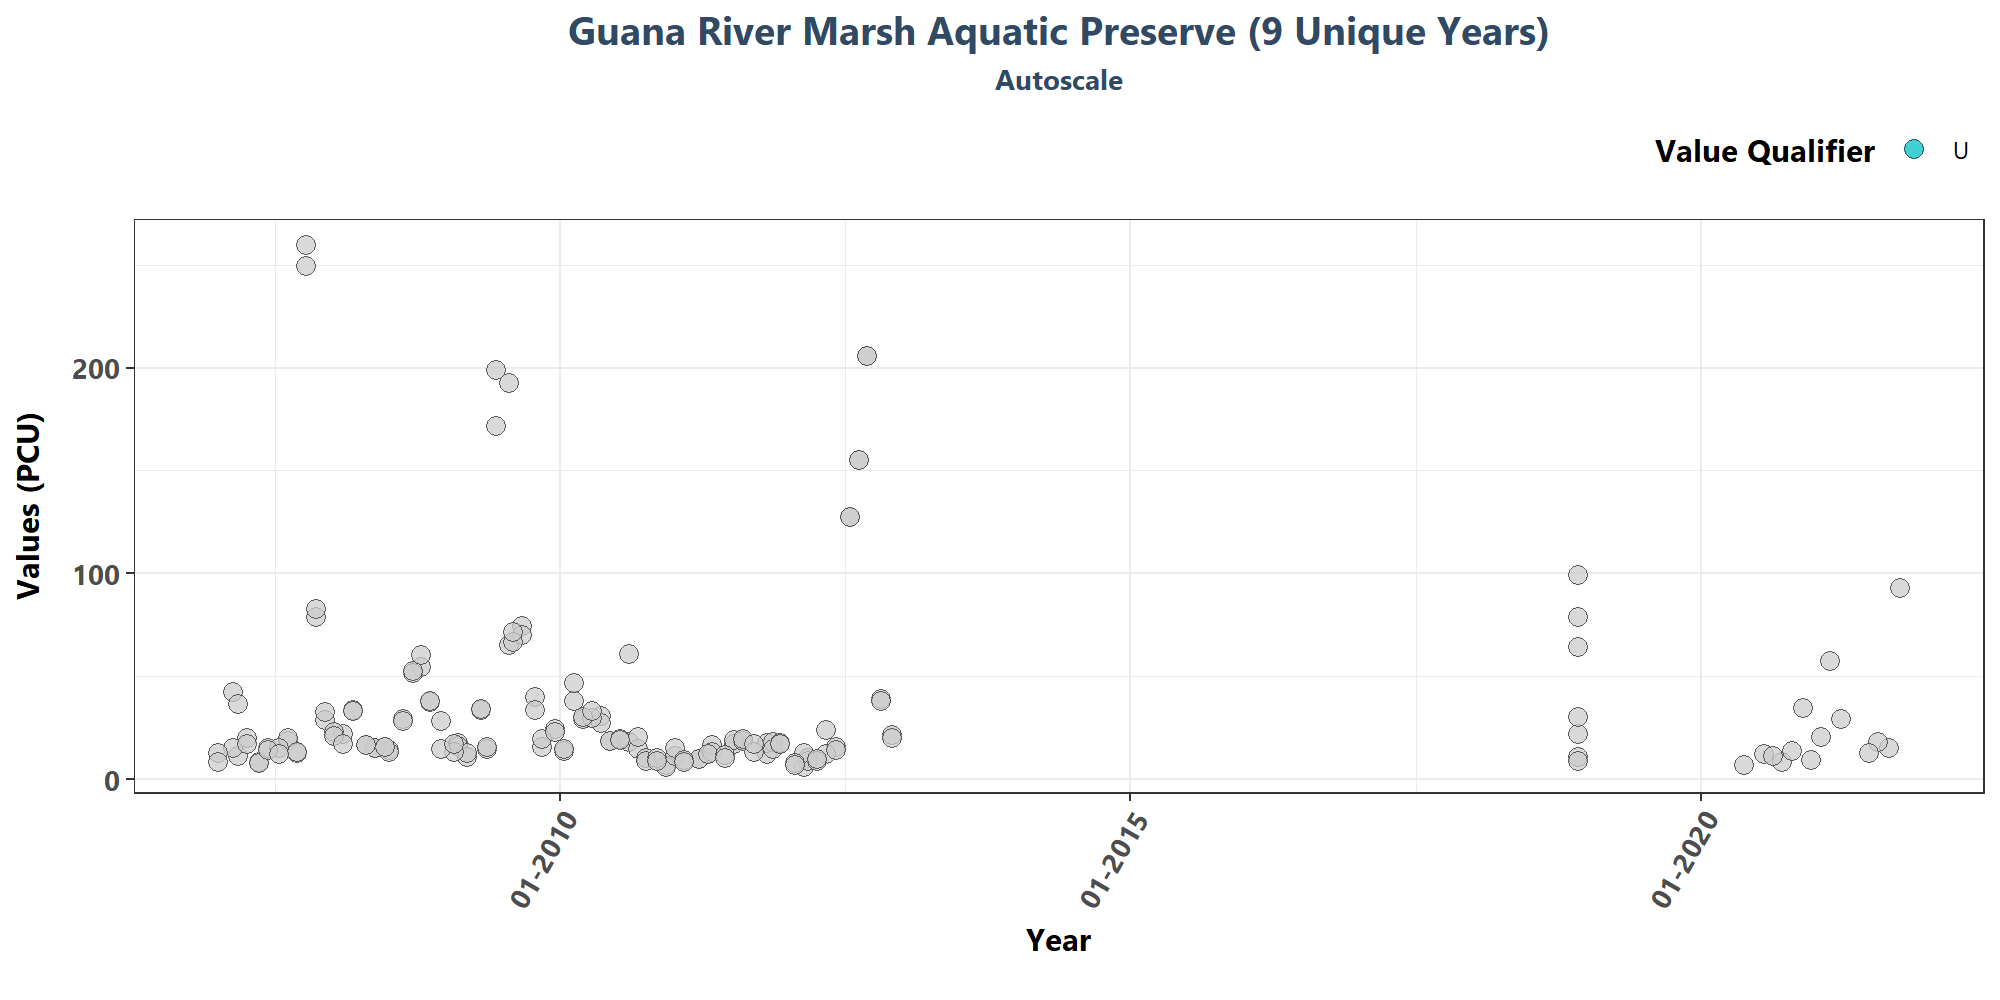 Guana River Marsh Aquatic Preserve (9 Unique Years)
Autoscale
Value Qualifier U
Values (PCU)
200
100
0
01-2010
01-2015
01-2020
Year